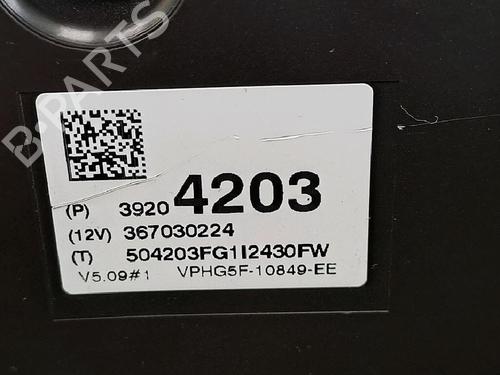 B-PARTS
(P) 3920 4203
(12V) 367030224
(T) 504203FG1I2430FW
V5.09#1 VPHG5F-10849-EE